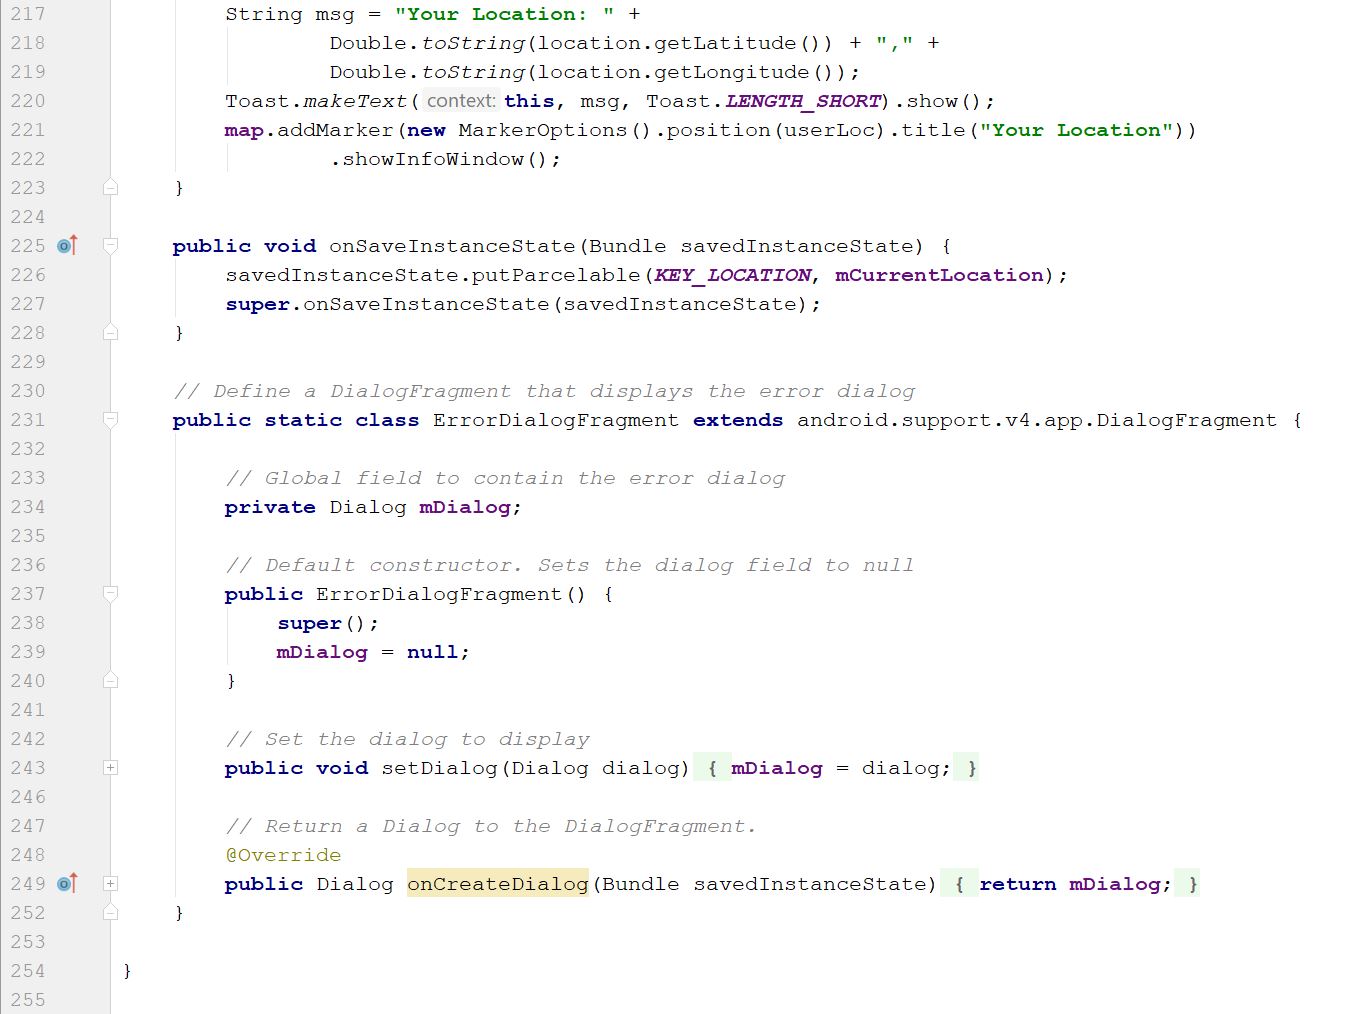 217 String msg = "Your Location: " +
218 Double.toString(location.getLatitude()) + "," +
219 Double.toString(location.getLongitude());
220 Toast.makeText( context: this, msg, Toast.LENGTH_SHORT).show();
221 map.addMarker(new MarkerOptions().position(userLoc).title("Your Location"))
222 .showInfoWindow();
223 }
224
225 public void onSaveInstanceState(Bundle savedInstanceState) {
226 savedInstanceState.putParcelable(KEY_LOCATION, mCurrentLocation);
227 super.onSaveInstanceState(savedInstanceState);
228 }
229
230 // Define a DialogFragment that displays the error dialog
231 public static class ErrorDialogFragment extends android.support.v4.app.DialogFragment {
232
233 // Global field to contain the error dialog
234 private Dialog mDialog;
235
236 // Default constructor. Sets the dialog field to null
237 public ErrorDialogFragment() {
238 super();
239 mDialog = null;
240 }
241
242 // Set the dialog to display
243 public void setDialog(Dialog dialog) { mDialog = dialog; }
246
247 // Return a Dialog to the DialogFragment.
248 @Override
249 public Dialog onCreateDialog(Bundle savedInstanceState) { return mDialog; }
252 }
253
254 }
255